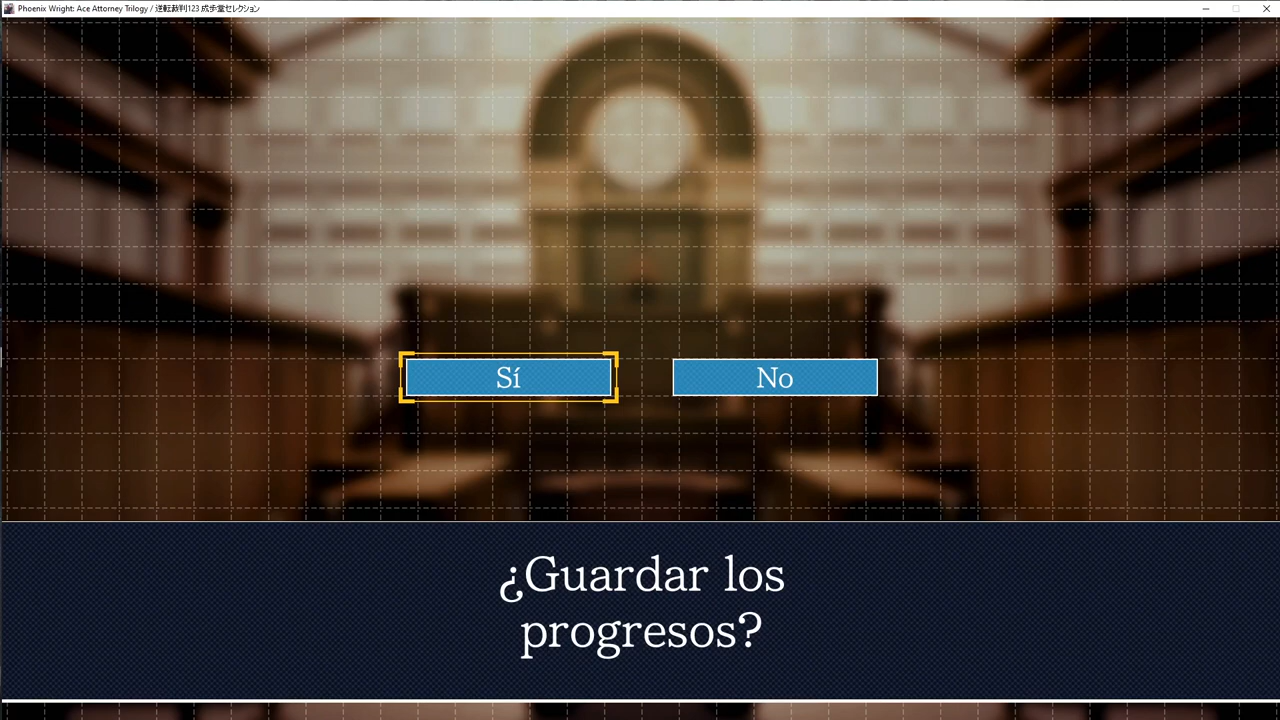 Phoenix Wright: Ace Attorney Trilogy / 逆転裁判123 成歩堂セレクション
Sí
No
¿Guardar los
progresos?